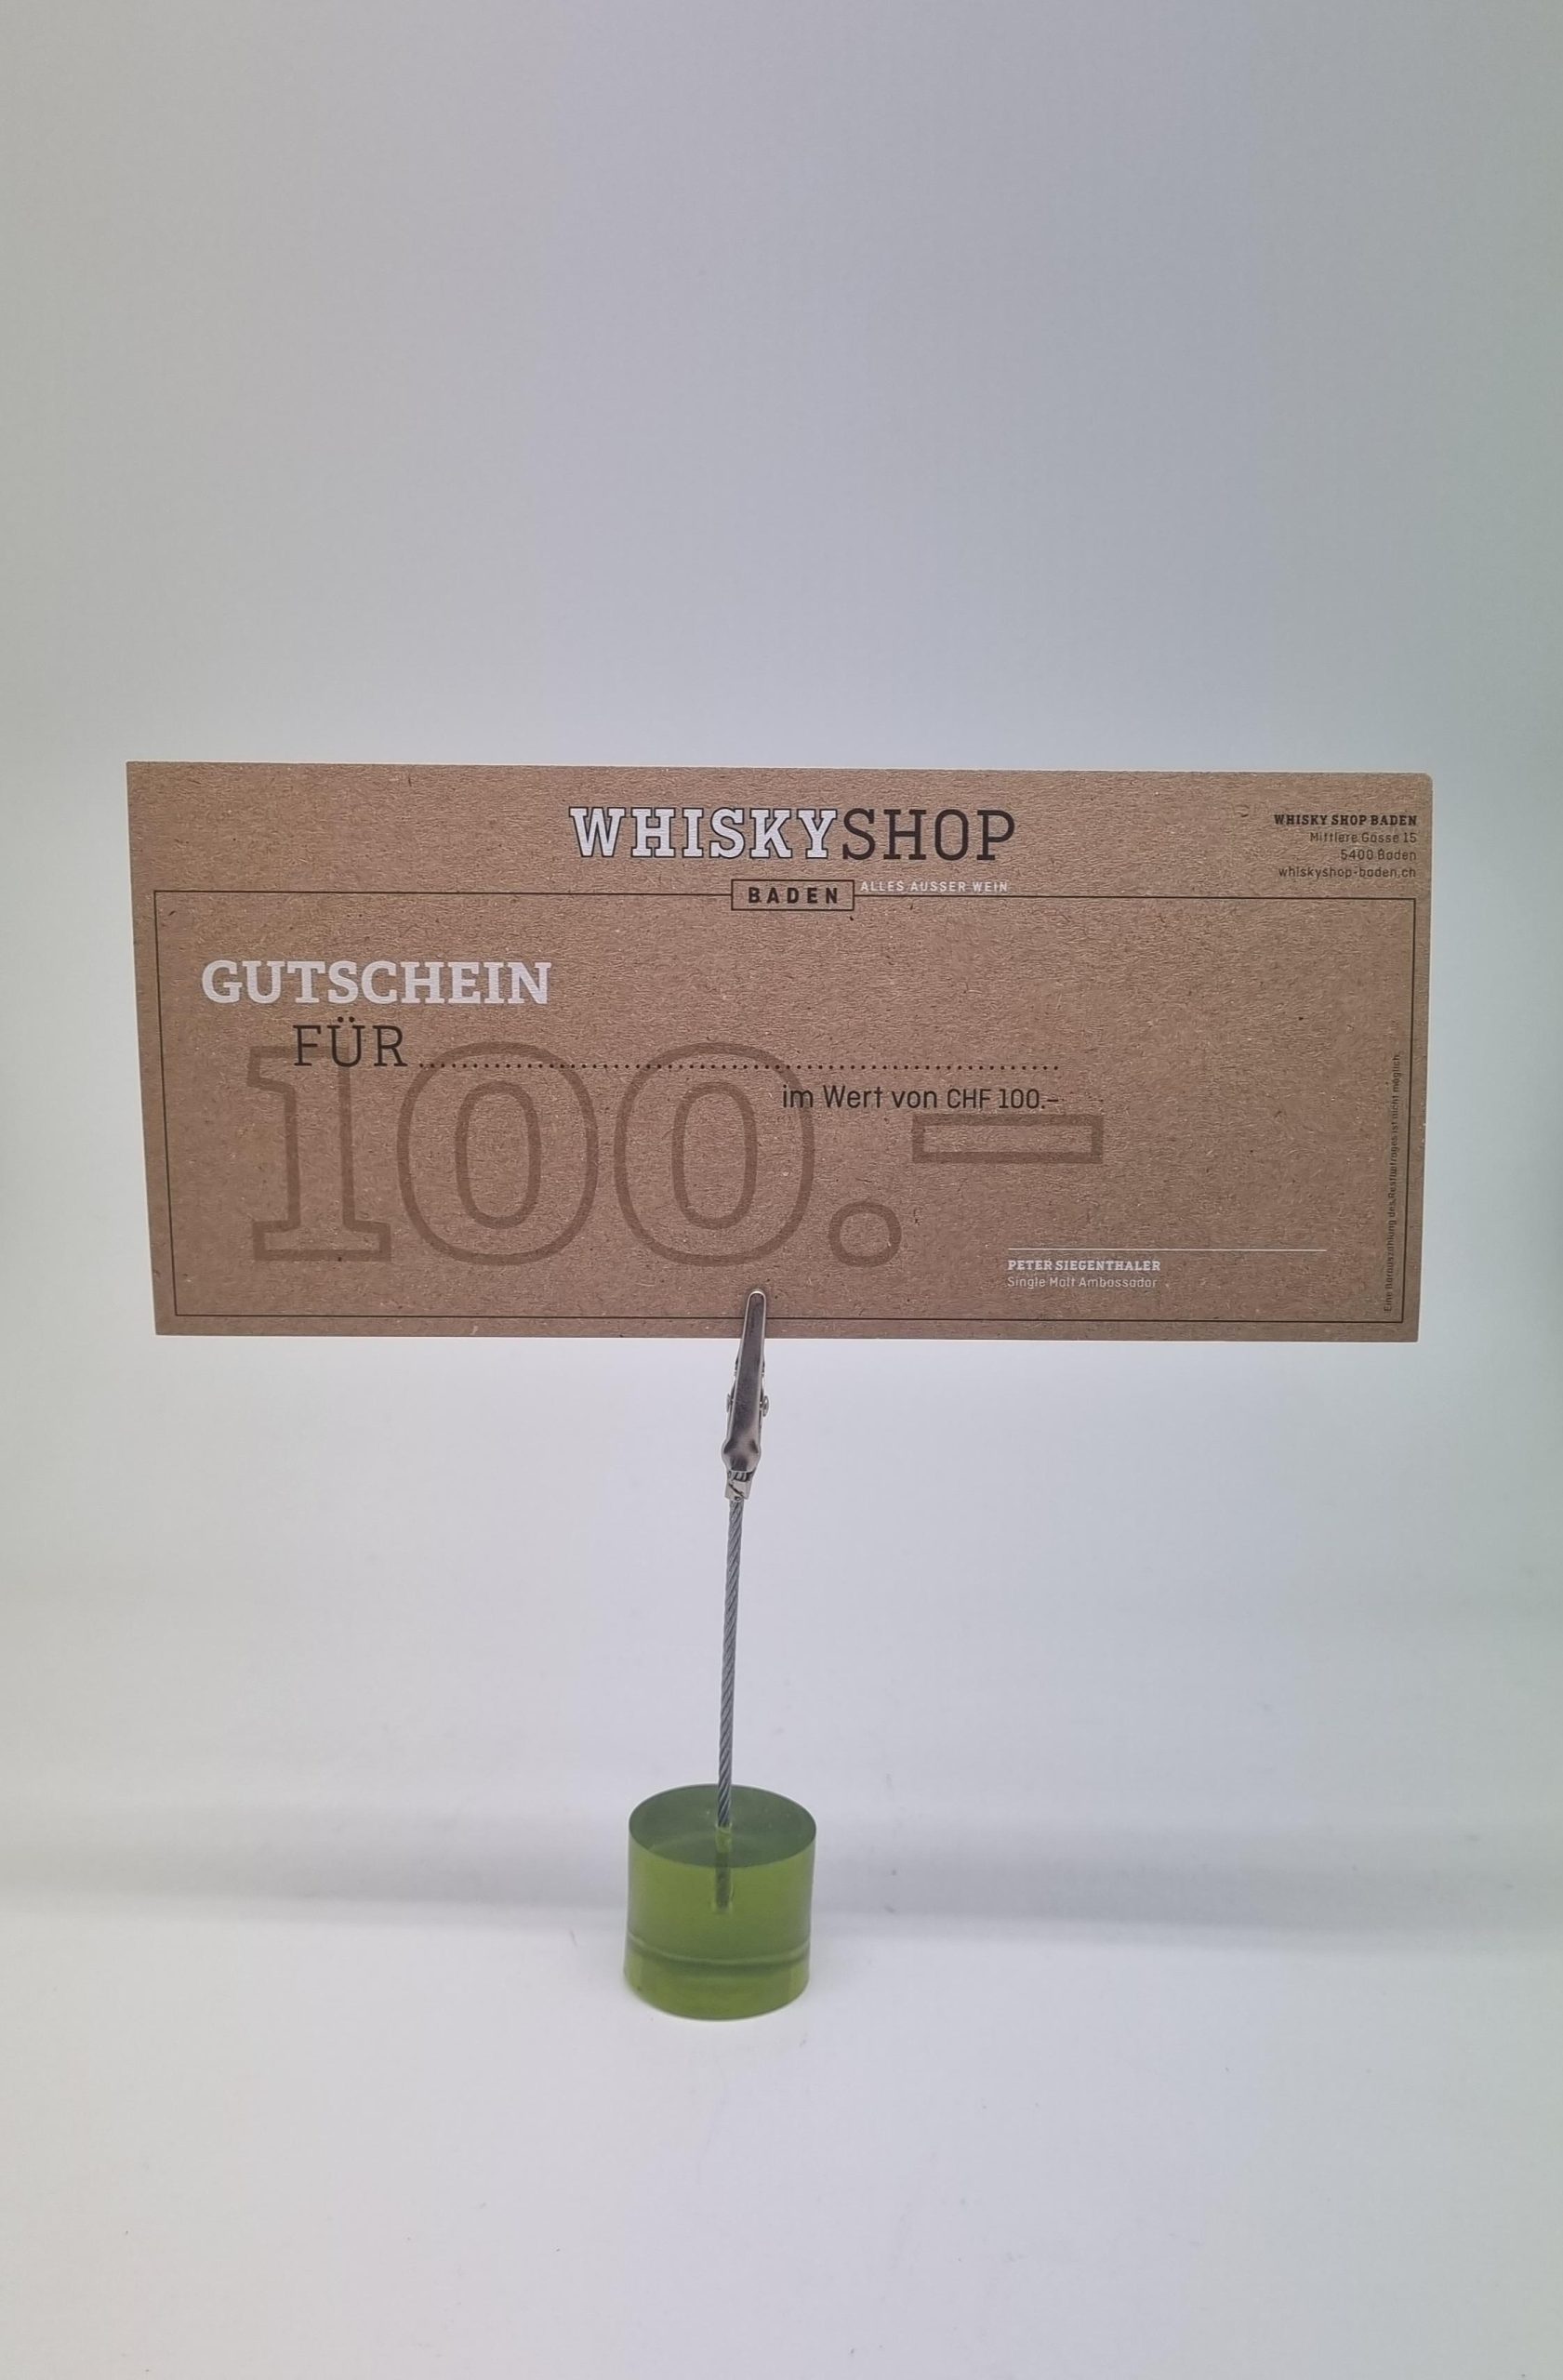 WHISKYSHOP
BADEN
ALLES AUSSER WEIN
WHISKY SHOP BADEN
Mittlere Gasse 15
5400 Baden
whiskyshop-baden.ch
GUTSCHEIN
FÜR
100.–
im Wert von CHF 100.–
PETER SIEGENTHALER
Single Malt Ambassador
Eine Barauszahlung des Restbetrages ist nicht möglich.